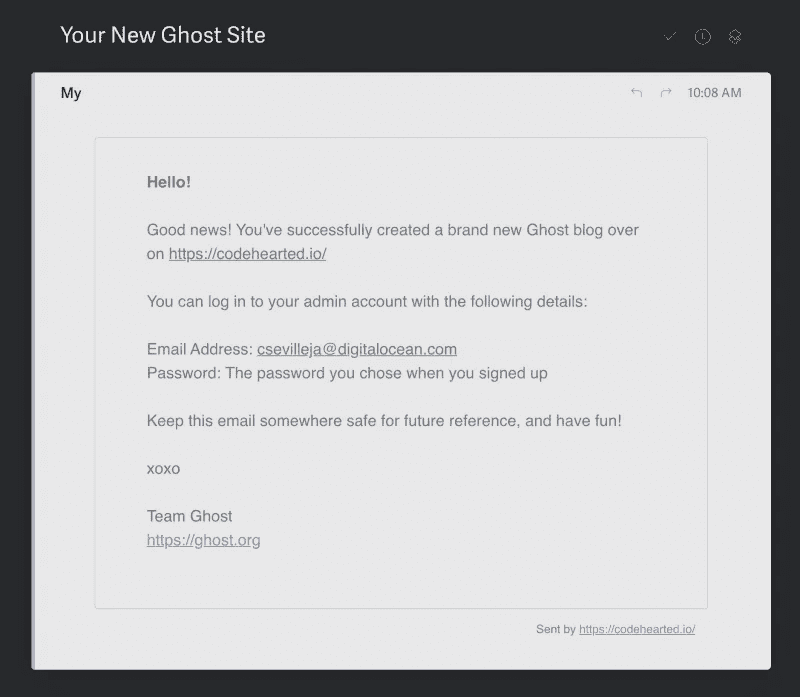 Your New Ghost Site
My
10:08 AM
Hello!
Good news! You've successfully created a brand new Ghost blog over
on https://codehearted.io/
You can log in to your admin account with the following details:
Email Address: csevilleja@digitalocean.com
Password: The password you chose when you signed up
Keep this email somewhere safe for future reference, and have fun!
xoxo
Team Ghost
https://ghost.org
Sent by https://codehearted.io/